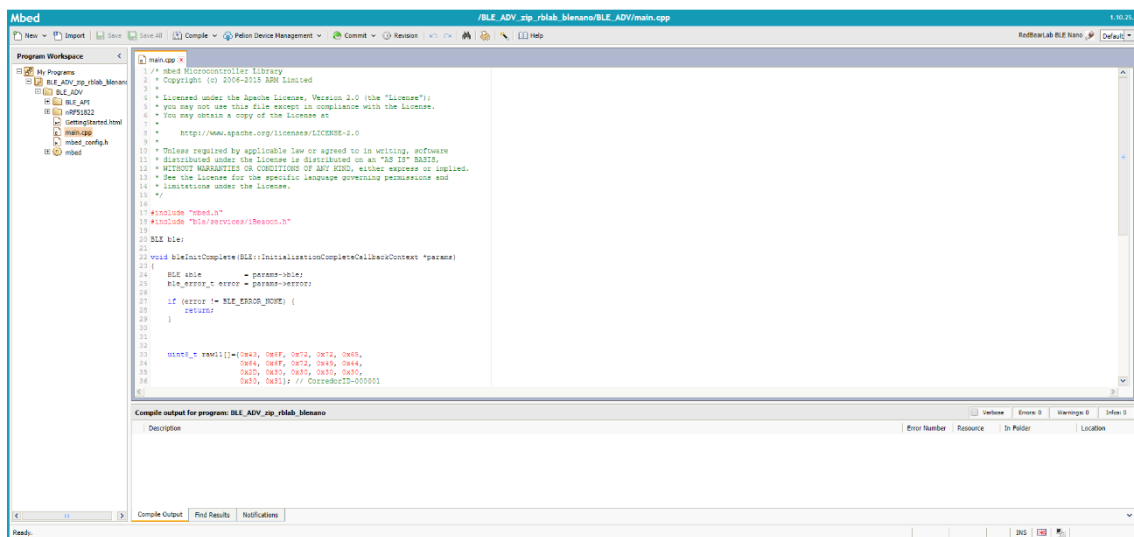 Mbed /BLE_ADV_zip_rblab_blenano/BLE_ADV/main.cpp 1.10.25.
New Import Save Save All Compile Pelion Device Management Commit Revision Help RedBearLab BLE Nano Default
Program Workspace <
main.cpp x
My Programs
BLE_ADV_zip_rblab_blenano
BLE_ADV
BLE_API
nRF51822
GettingStarted.html
main.cpp
mbed_config.h
mbed
1 /* mbed Microcontroller Library
2 * Copyright (c) 2006-2015 ARM Limited
3 *
4 * Licensed under the Apache License, Version 2.0 (the "License");
5 * you may not use this file except in compliance with the License.
6 * You may obtain a copy of the License at
7 *
8 * http://www.apache.org/licenses/LICENSE-2.0
9 *
10 * Unless required by applicable law or agreed to in writing, software
11 * distributed under the License is distributed on an "AS IS" BASIS,
12 * WITHOUT WARRANTIES OR CONDITIONS OF ANY KIND, either express or implied.
13 * See the License for the specific language governing permissions and
14 * limitations under the License.
15 */
16
17 #include "mbed.h"
18 #include "ble/services/iBeacon.h"
19
20 BLE ble;
21
22 void bleInitComplete(BLE::InitializationCompleteCallbackContext *params)
23 {
24 BLE &ble = params->ble;
25 ble_error_t error = params->error;
26
27 if (error != BLE_ERROR_NONE) {
28 return;
29 }
30
31
32
33 uint8_t raw11[]={0x43, 0x6F, 0x72, 0x72, 0x65,
34 0x64, 0x6F, 0x72, 0x49, 0x44,
35 0x2D, 0x30, 0x30, 0x30, 0x30,
36 0x30, 0x31}; // CorredorID-000001
Compile output for program: BLE_ADV_zip_rblab_blenano Verbose Errors: 0 Warnings: 0 Infos: 0
Description Error Number Resource In Folder Location
Compile Output Find Results Notifications
Ready. INS